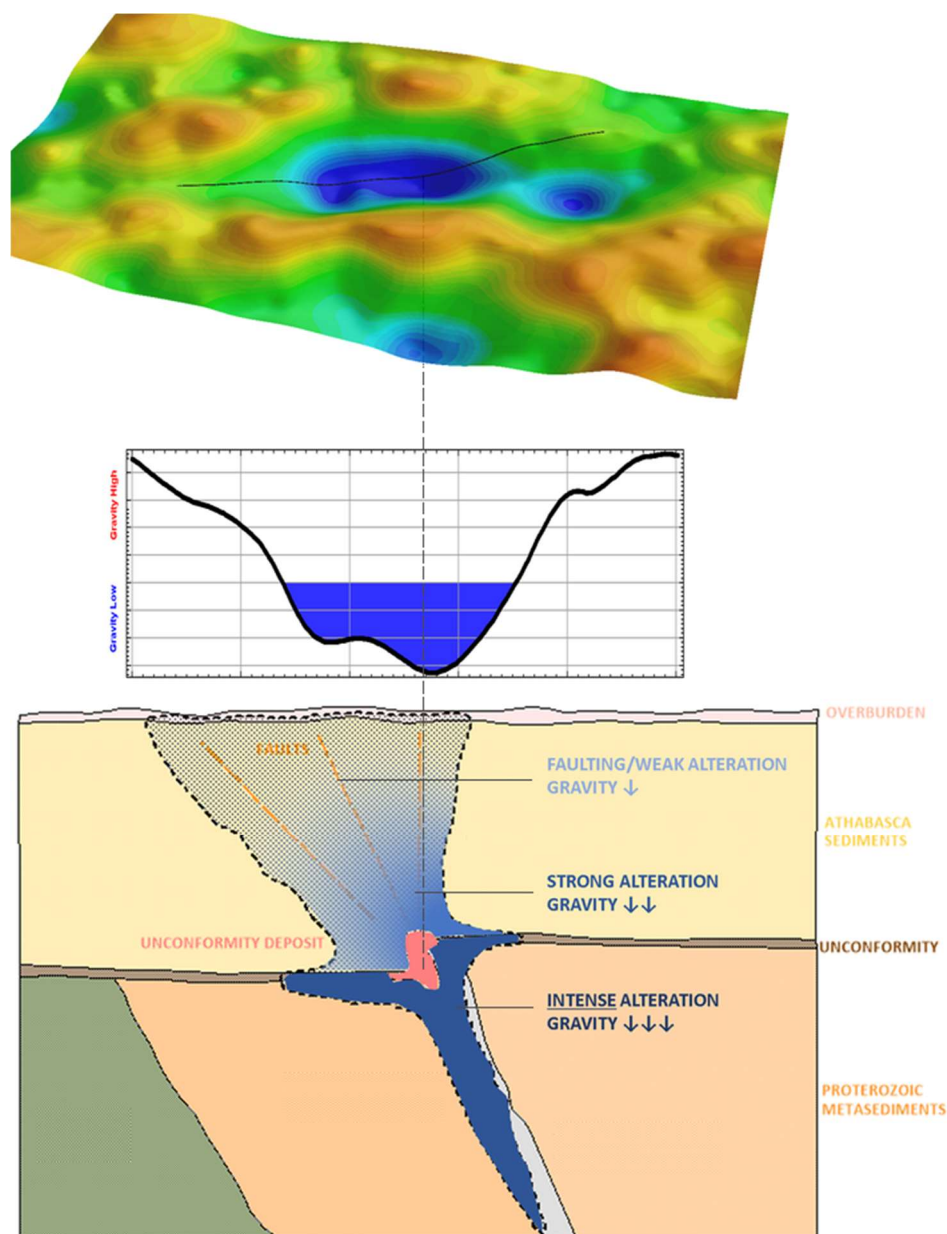 Gravity High
Gravity Low
OVERBURDEN
FAULTS
FAULTING/WEAK ALTERATION
GRAVITY ↓
ATHABASCA
SEDIMENTS
STRONG ALTERATION
GRAVITY ↓↓
UNCONFORMITY DEPOSIT
UNCONFORMITY
INTENSE ALTERATION
GRAVITY ↓↓↓
PROTEROZOIC
METASEDIMENTS